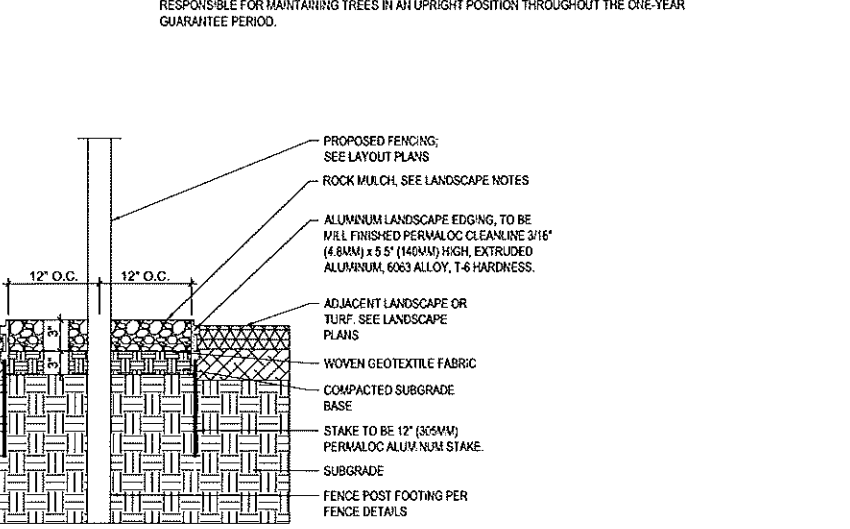 RESPONSIBLE FOR MAINTAINING TREES IN AN UPRIGHT POSITION THROUGHOUT THE ONE-YEAR
GUARANTEE PERIOD.
PROPOSED FENCING;
SEE LAYOUT PLANS
ROCK MULCH, SEE LANDSCAPE NOTES
ALUMINUM LANDSCAPE EDGING, TO BE
MILL FINISHED PERMALOC CLEANLINE 3/16"
(4.8MM) x 5.5" (140MM) HIGH, EXTRUDED
ALUMINUM, 6063 ALLOY, T-6 HARDNESS.
12" O.C. 12" O.C.
ADJACENT LANDSCAPE OR
TURF. SEE LANDSCAPE
PLANS
3"
WOVEN GEOTEXTILE FABRIC
3"
COMPACTED SUBGRADE
BASE
STAKE TO BE 12" (305MM)
PERMALOC ALUMINUM STAKE.
SUBGRADE
FENCE POST FOOTING PER
FENCE DETAILS